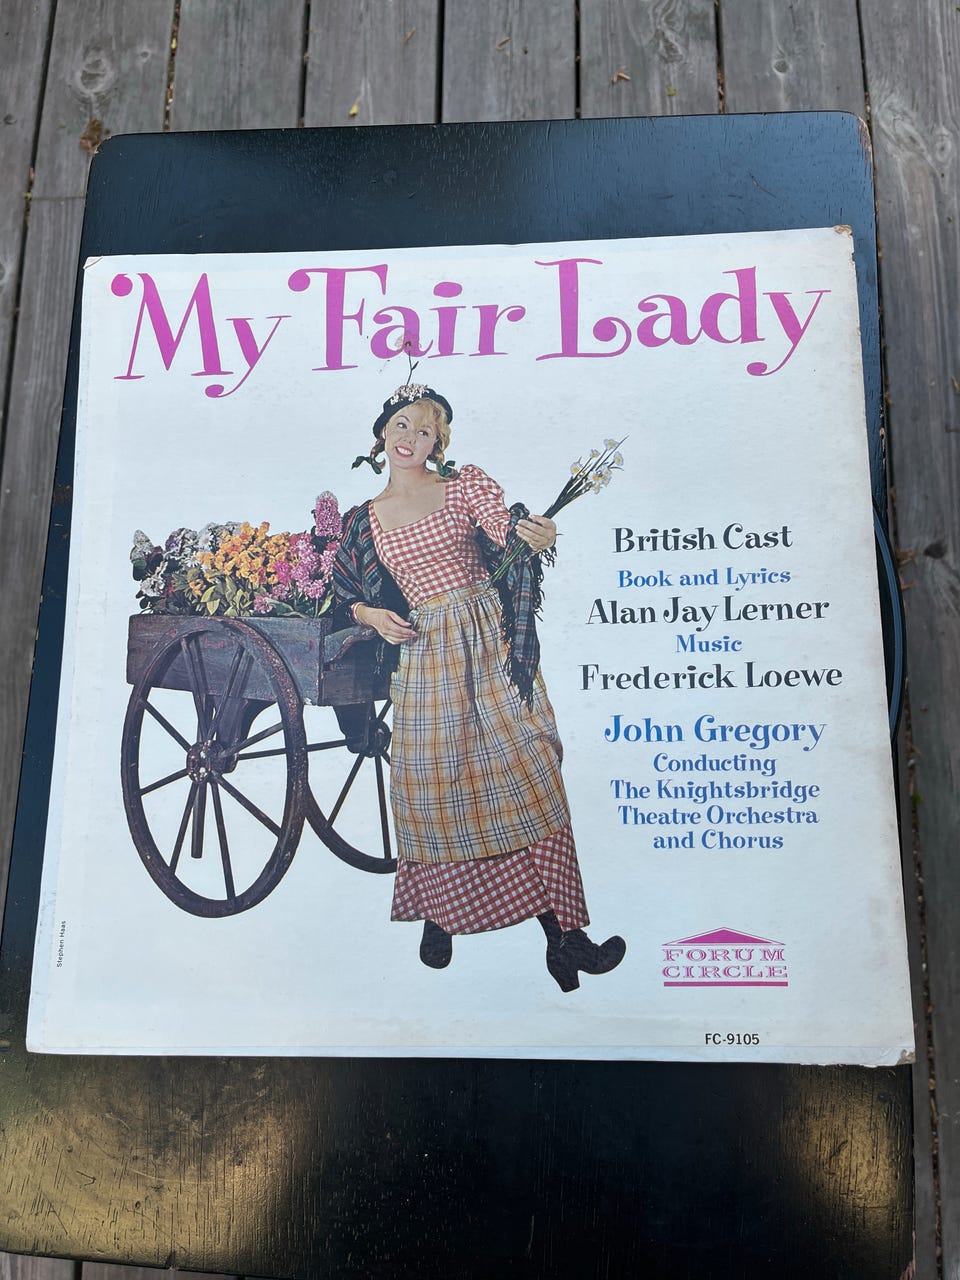 My Fair Lady
British Cast
Book and Lyrics
Alan Jay Lerner
Music
Frederick Loewe
John Gregory
Conducting
The Knightsbridge
Theatre Orchestra
and Chorus
Stephen Haas
FORUM
CIRCLE
FC-9105